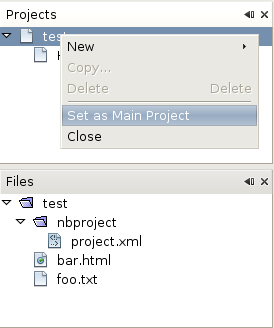 Projects
test
New
Copy...
Delete Delete
Set as Main Project
Close
Files
test
nbproject
project.xml
bar.html
foo.txt